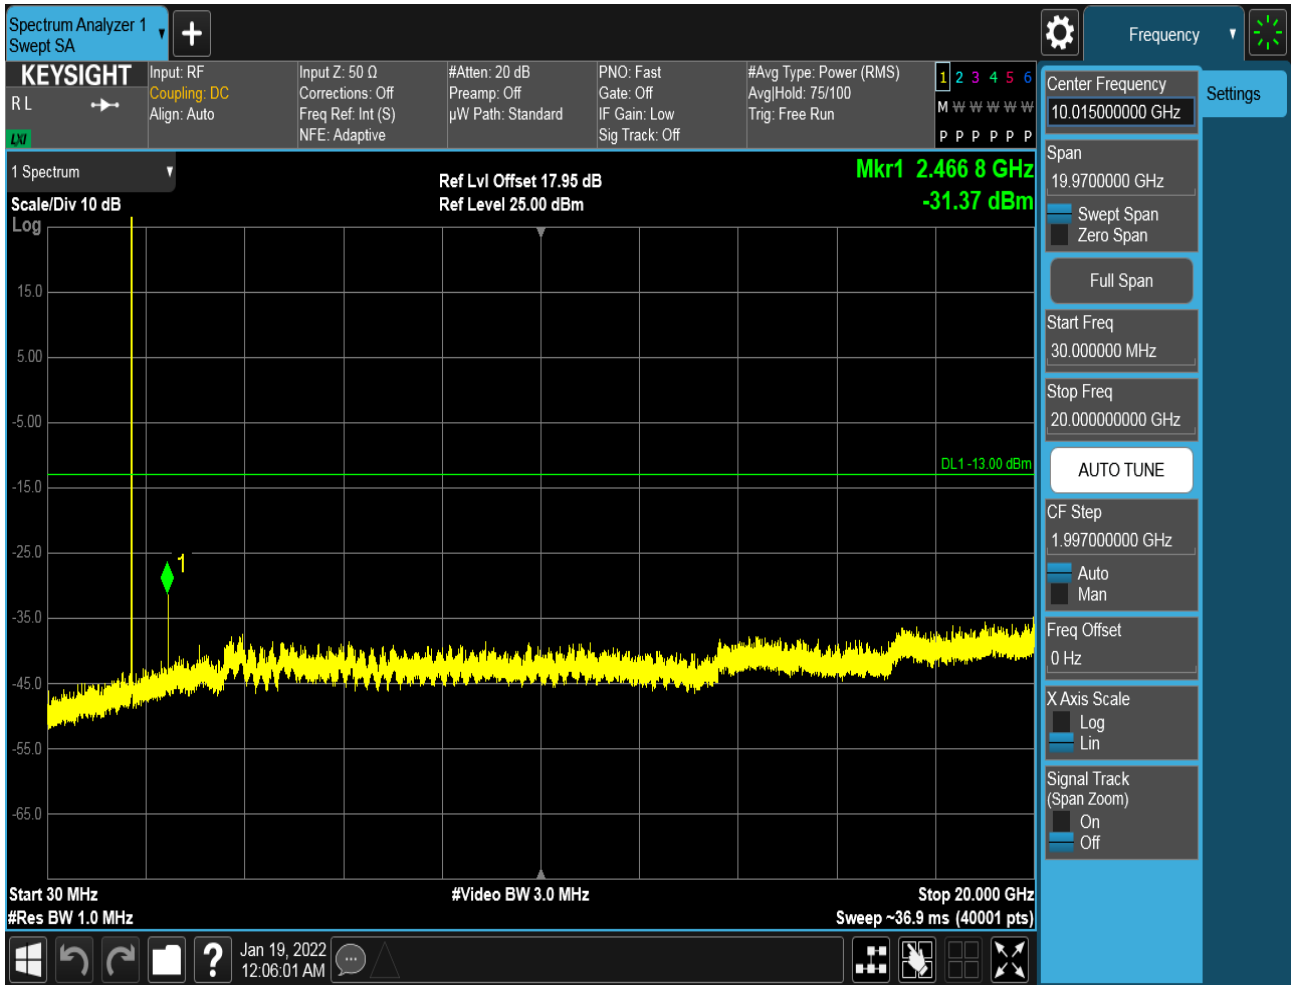 Spectrum Analyzer 1
Swept SA
Frequency
KEYSIGHT
R L
LXI
Input: RF
Coupling: DC
Align: Auto
Input Z: 50 Ω
Corrections: Off
Freq Ref: Int (S)
NFE: Adaptive
#Atten: 20 dB
Preamp: Off
µW Path: Standard
PNO: Fast
Gate: Off
IF Gain: Low
Sig Track: Off
#Avg Type: Power (RMS)
Avg|Hold: 75/100
Trig: Free Run
1 2 3 4 5 6
M W W W W W
P P P P P P
1 Spectrum
Scale/Div 10 dB
Log
Ref Lvl Offset 17.95 dB
Ref Level 25.00 dBm
Mkr1 2.466 8 GHz
-31.37 dBm
15.0
5.00
-5.00
DL1 -13.00 dBm
-15.0
-25.0
1
-35.0
-45.0
-55.0
-65.0
Start 30 MHz
#Video BW 3.0 MHz
Stop 20.000 GHz
#Res BW 1.0 MHz
Sweep ~36.9 ms (40001 pts)
?
Jan 19, 2022
12:06:01 AM
Center Frequency
10.015000000 GHz
Settings
Span
19.9700000 GHz
Swept Span
Zero Span
Full Span
Start Freq
30.000000 MHz
Stop Freq
20.000000000 GHz
AUTO TUNE
CF Step
1.997000000 GHz
Auto
Man
Freq Offset
0 Hz
X Axis Scale
Log
Lin
Signal Track
(Span Zoom)
On
Off